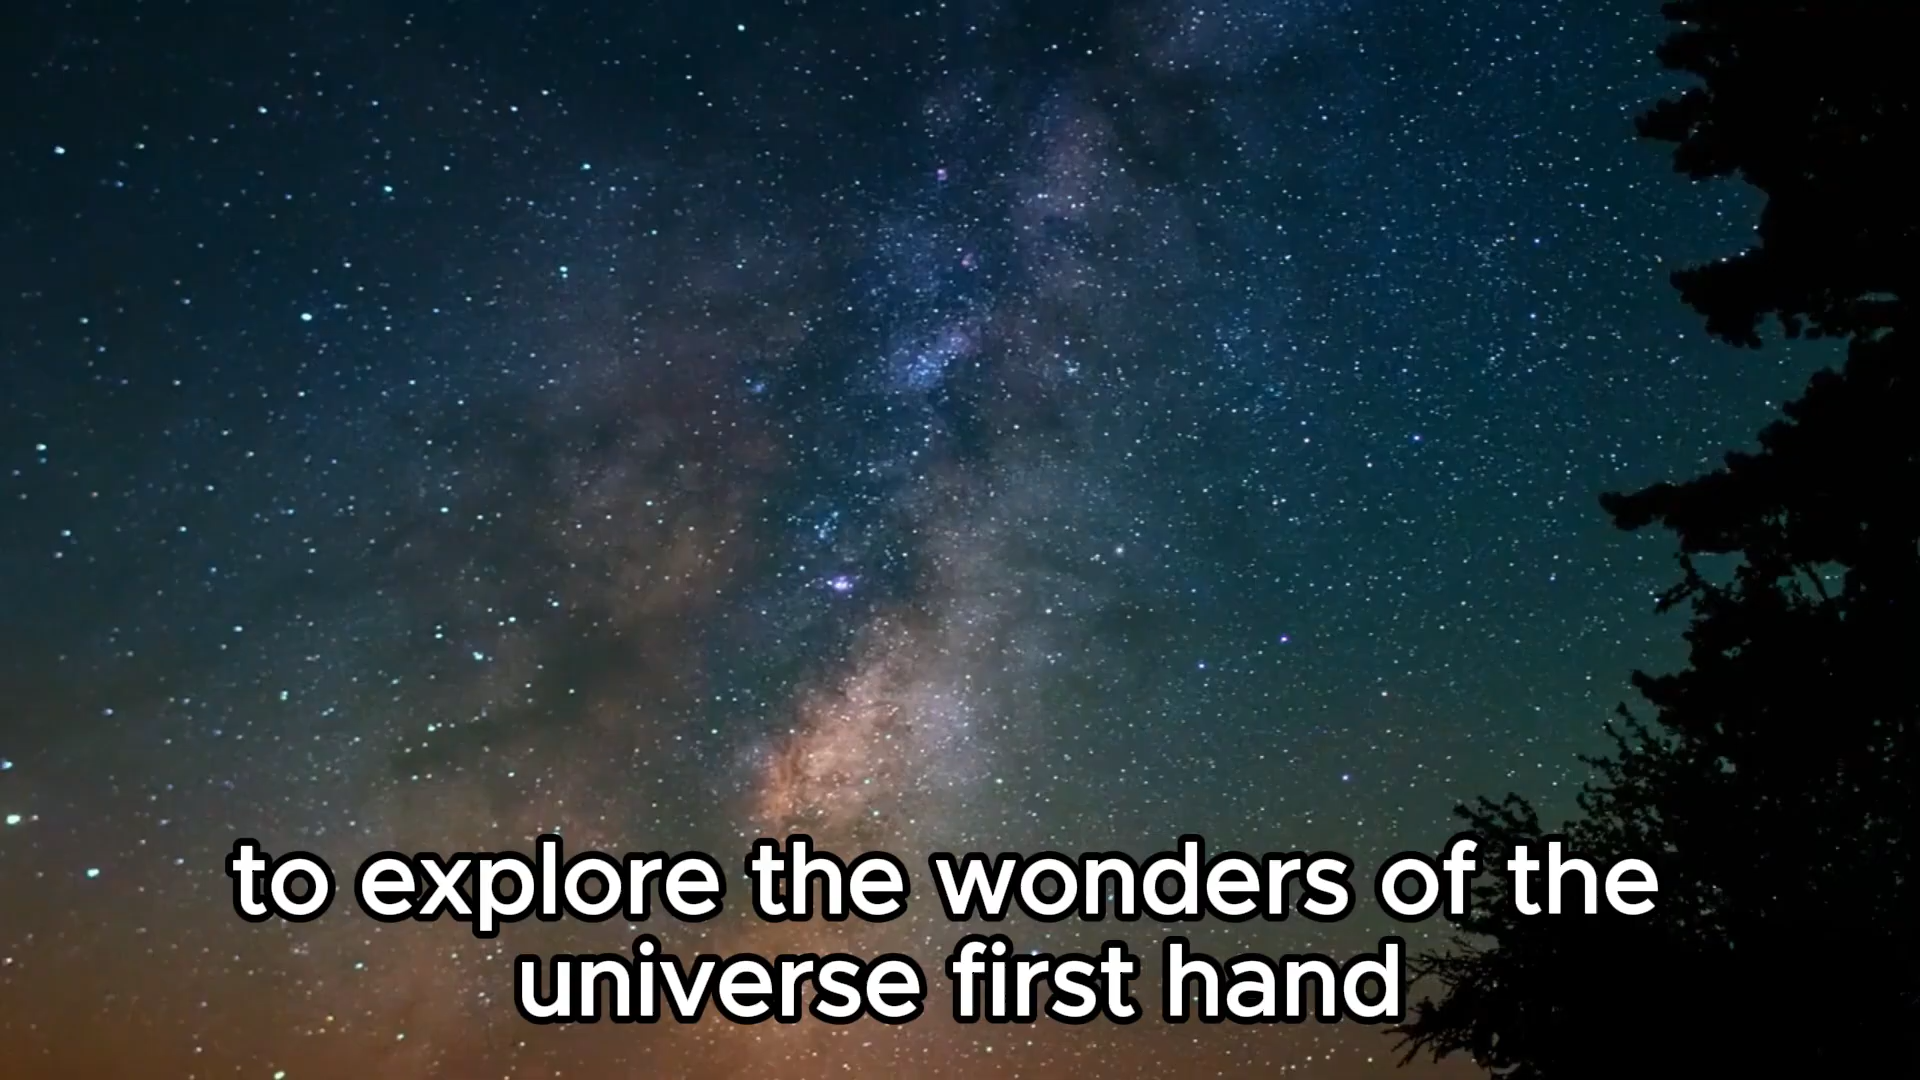 to explore the wonders of the
universe first hand